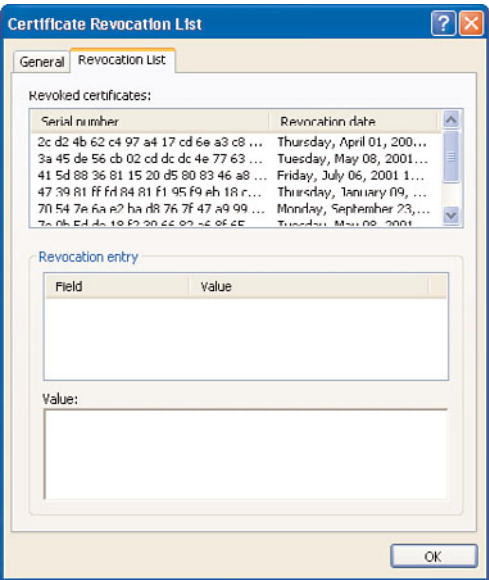 Certificate Revocation List
General Revocation List
Revoked certificates:
Serial number Revocation date
2c d2 4b 62 c4 97 a4 17 cd 6e a3 c8 ... Thursday, April 01, 200...
3a 45 de 56 cb 02 cd dc dc 4e 77 63 ... Tuesday, May 08, 2001...
41 5d 88 36 81 15 20 d5 80 83 46 a8 ... Friday, July 06, 2001 1...
47 39 81 ff fd 84 81 f1 95 f9 eb 18 c... Thursday, January 09, ...
70 54 7e 6a e2 ba d8 76 7f 47 a9 99 ... Monday, September 23,...
Tuesday, May 08, 2001
Revocation entry
Field Value
Value:
OK